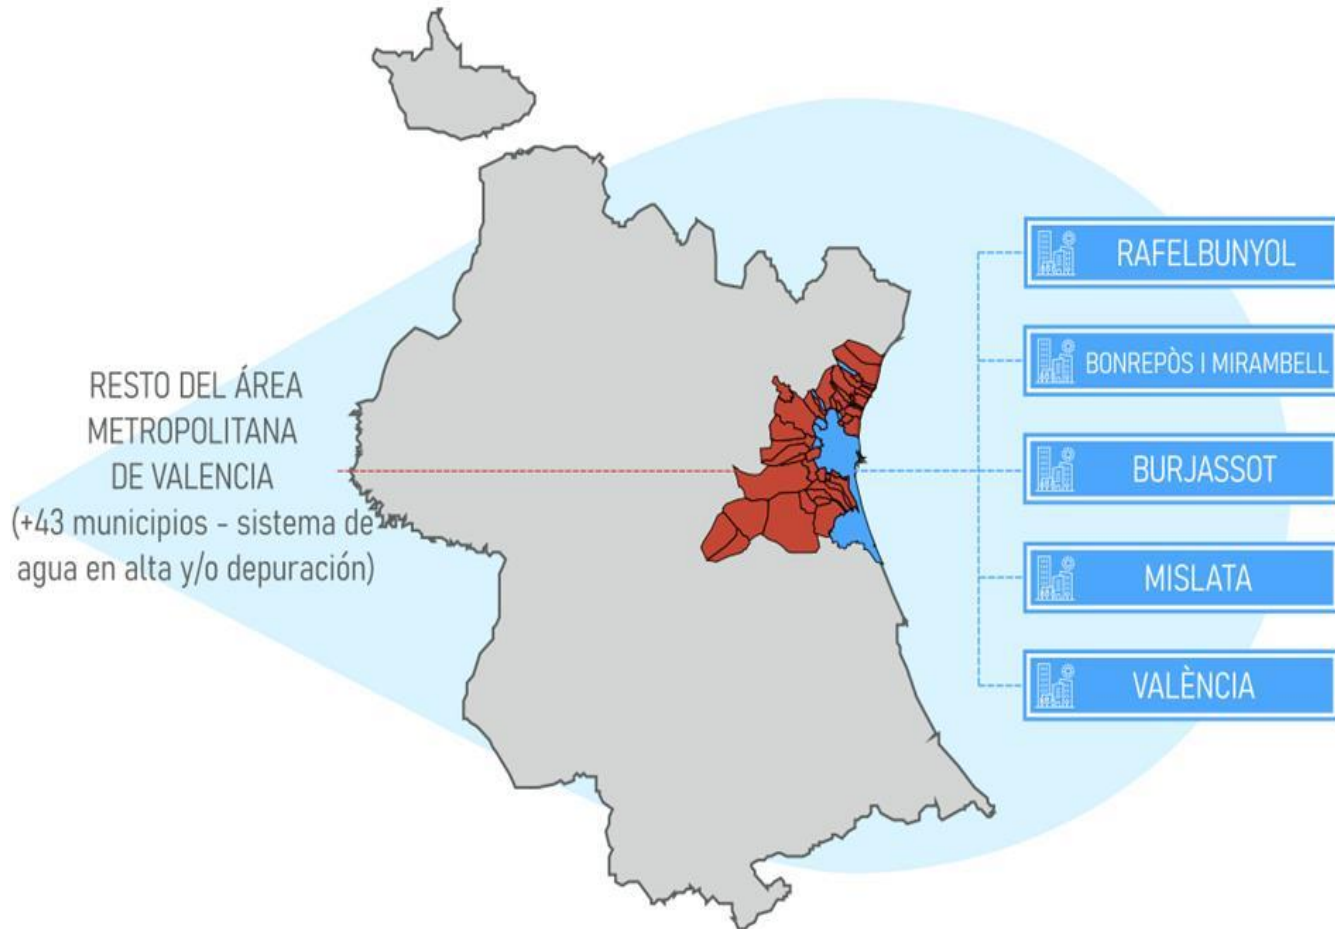 RESTO DEL ÁREA
METROPOLITANA
DE VALENCIA
(+43 municipios - sistema de
agua en alta y/o depuración)
RAFELBUNYOL
BONREPÒS I MIRAMBELL
BURJASSOT
MISLATA
VALÈNCIA